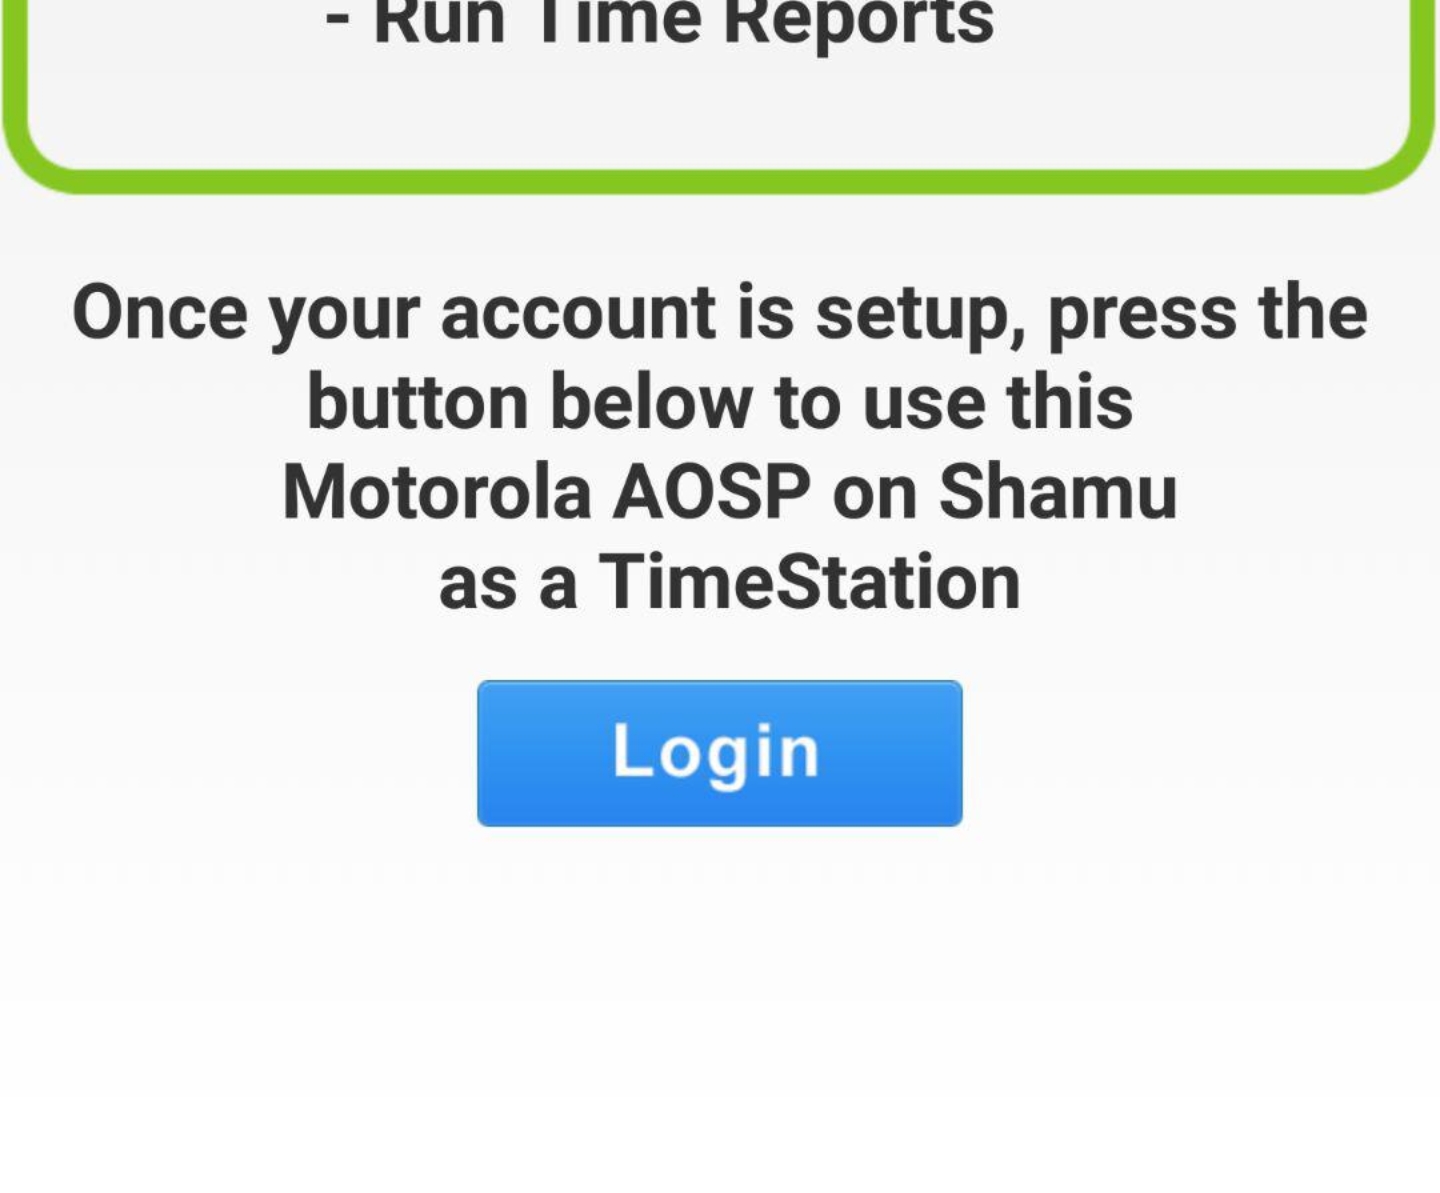 - Run Time Reports
Once your account is setup, press the
button below to use this
Motorola AOSP on Shamu
as a TimeStation
Login